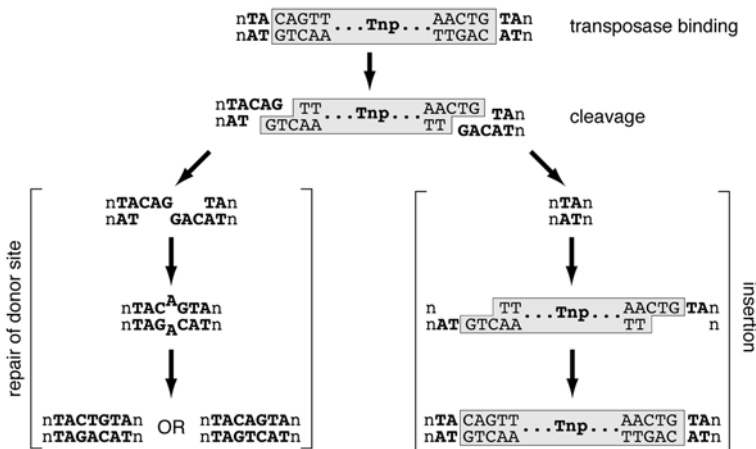 nTA CAGTT ...Tnp... AACTG TAn
nAT GTCAA TTGAC ATn
transposase binding
nTACAG TT ...Tnp... AACTG TAn
nAT GTCAA TT GACATn
cleavage
repair of donor site
nTACAG TAn
nAT GACATn
nTACAGTAn
nTAGACATn
nTACTGTAn OR nTACAGTAn
nTAGACATn nTAGTCATn
nTAn
nATn
n TT ...Tnp... AACTG TAn
nAT GTCAA TT n
nTA CAGTT ...Tnp... AACTG TAn
nAT GTCAA TTGAC ATn
insertion